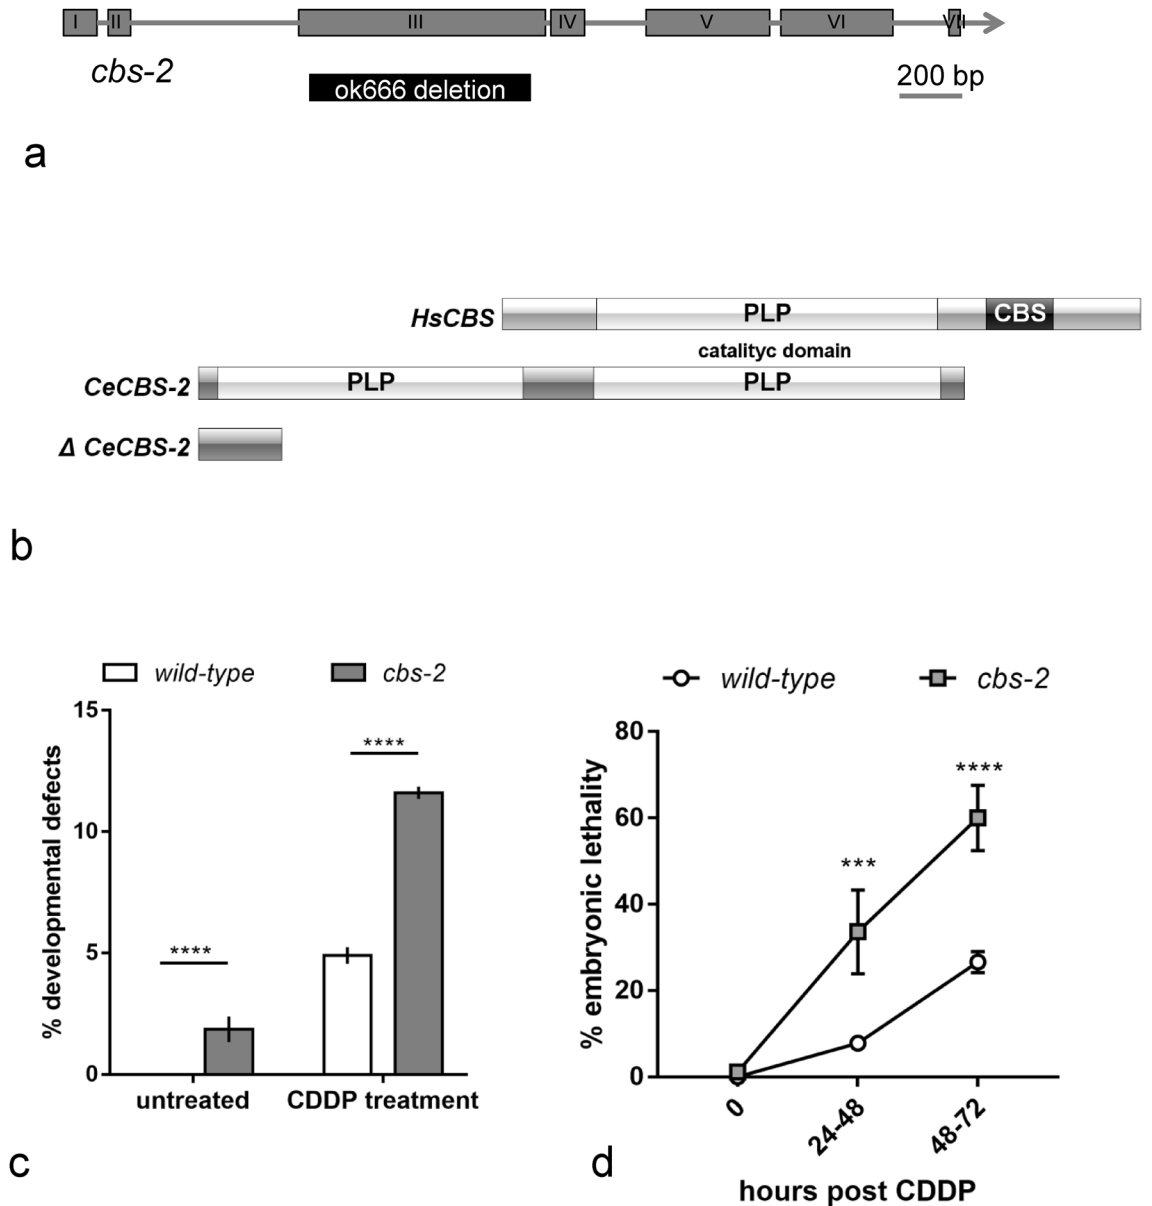 I II III IV V VI VII
cbs-2
ok666 deletion
200 bp
a
HsCBS PLP CBS
catalityc domain
CeCBS-2 PLP PLP
Δ CeCBS-2
b
wild-type cbs-2
15
10
5
0
% developmental defects
****
****
untreated CDDP treatment
c
wild-type cbs-2
80
60
40
20
0
% embryonic lethality
***
****
0 24-48 48-72
hours post CDDP
d